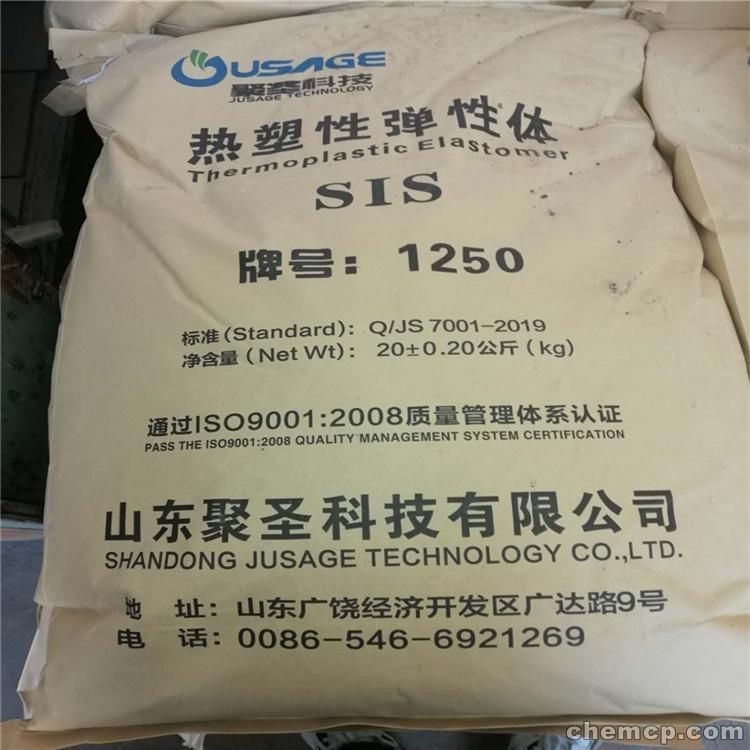 JUSAGE
聚圣科技
JUSAGE TECHNOLOGY
热塑性弹性体
Thermoplastic Elastomer
SIS
牌号：1250
标准(Standard)： Q/JS 7001-2019
净含量(Net Wt)： 20±0.20公斤(kg)
通过ISO9001:2008质量管理体系认证
PASS THE ISO9001:2008 QUALITY MANAGEMENT SYSTEM CERTIFICATION
山东聚圣科技有限公司
SHANDONG JUSAGE TECHNOLOGY CO.,LTD.
地 址：山东广饶经济开发区广达路9号
电 话：0086-546-6921269
chemcp.com